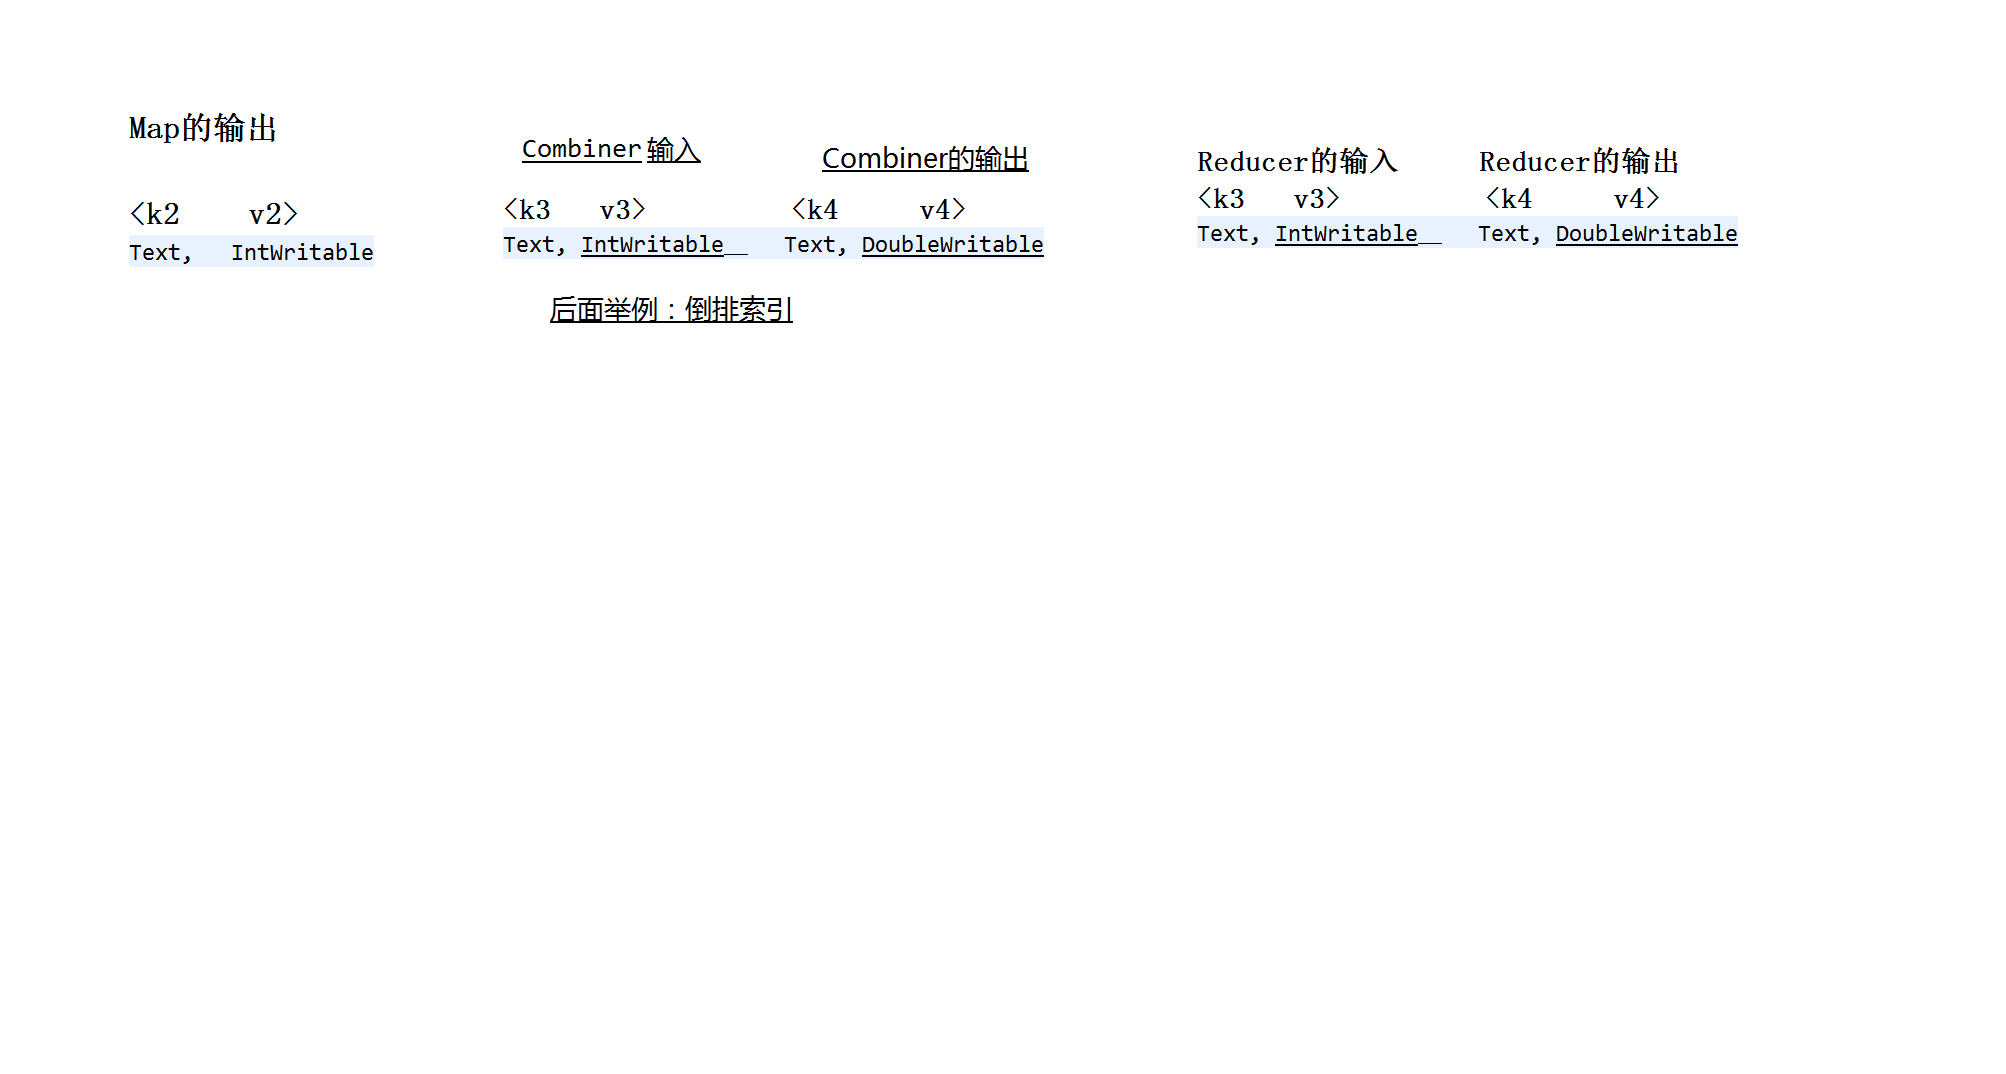 Map的输出
<k2 v2>
Text, IntWritable
Combiner 输入
<k3 v3>
Text, IntWritable__
Combiner的输出
<k4 v4>
Text, DoubleWritable
后面举例：倒排索引
Reducer的输入
<k3 v3>
Text, IntWritable__
Reducer的输出
<k4 v4>
Text, DoubleWritable